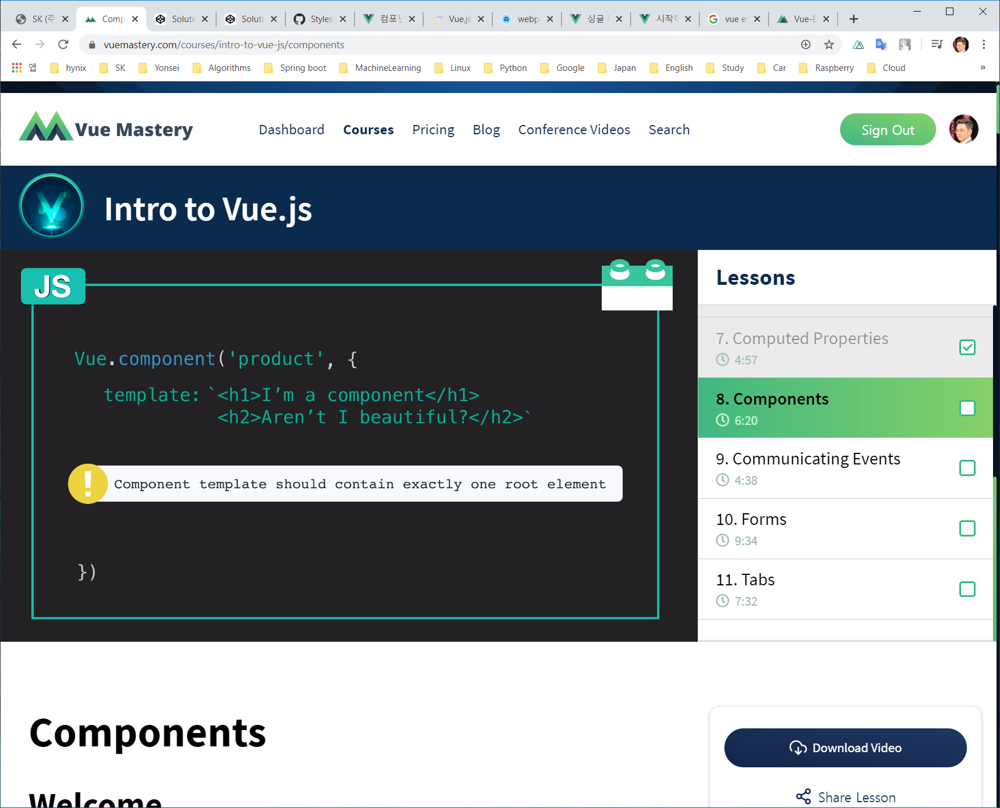 SK (주
Comp
Soluti
Soluti
Styles
컴포넌
Vue.js
webpa
싱글
시작하
vue e
Vue-E
vuemastery.com/courses/intro-to-vue-js/components
앱
hynix
SK
Yonsei
Algorithms
Spring boot
MachineLearning
Linux
Python
Google
Japan
English
Study
Car
Raspberry
Cloud
»
Vue Mastery
Dashboard
Courses
Pricing
Blog
Conference Videos
Search
Sign Out
Intro to Vue.js
JS
Vue.component('product', {
template: `<h1>I’m a component</h1>
<h2>Aren’t I beautiful?</h2>`
! Component template should contain exactly one root element
})
Lessons
7. Computed Properties
4:57
8. Components
6:20
9. Communicating Events
4:38
10. Forms
9:34
11. Tabs
7:32
Components
Download Video
Share Lesson
Welcome